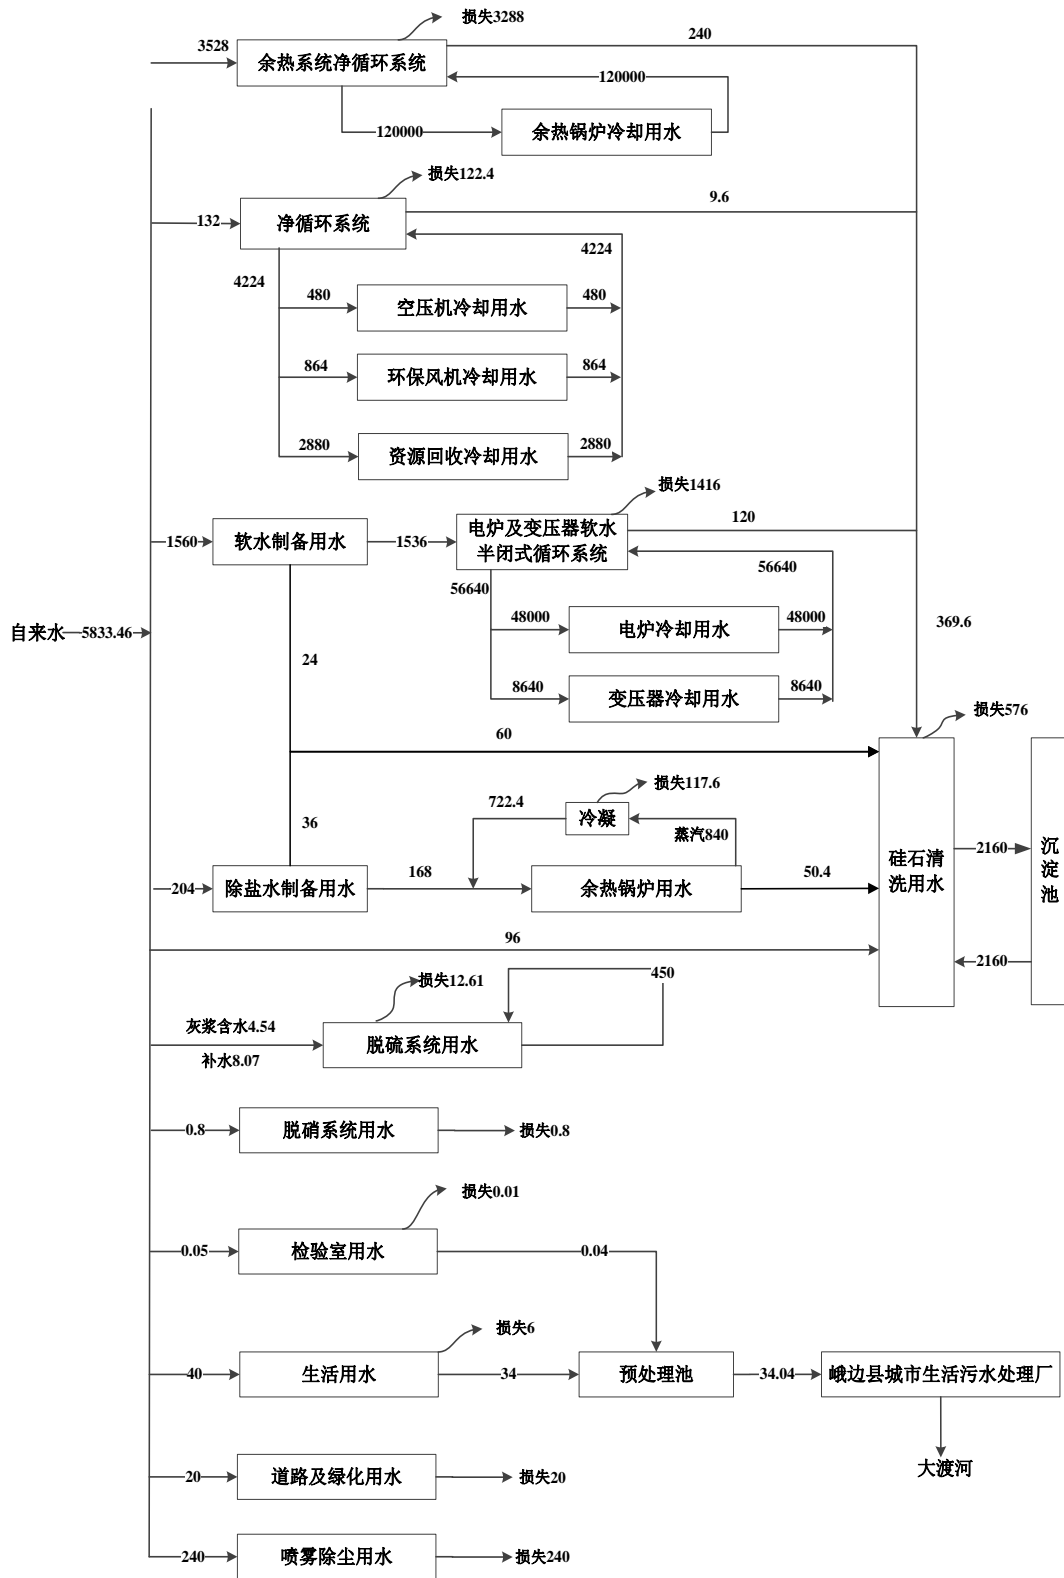 损失3288
3528
240
余热系统净循环系统
120000
120000
余热锅炉冷却用水
损失122.4
9.6
132
净循环系统
4224
4224
480
空压机冷却用水
480
864
环保风机冷却用水
864
2880
资源回收冷却用水
2880
损失1416
120
1560
软水制备用水
1536
电炉及变压器软水
半闭式循环系统
56640
56640
48000
电炉冷却用水
48000
自来水
5833.46
369.6
24
8640
变压器冷却用水
8640
损失576
60
损失117.6
722.4
冷凝
蒸汽840
36
硅石清
洗用水
2160
沉
淀
池
204
除盐水制备用水
168
余热锅炉用水
50.4
96
2160
损失12.61
450
灰浆含水4.54
补水8.07
脱硫系统用水
0.8
脱硝系统用水
损失0.8
损失0.01
0.05
检验室用水
0.04
损失6
40
生活用水
34
预处理池
34.04
峨边县城市生活污水处理厂
大渡河
20
道路及绿化用水
损失20
240
喷雾除尘用水
损失240